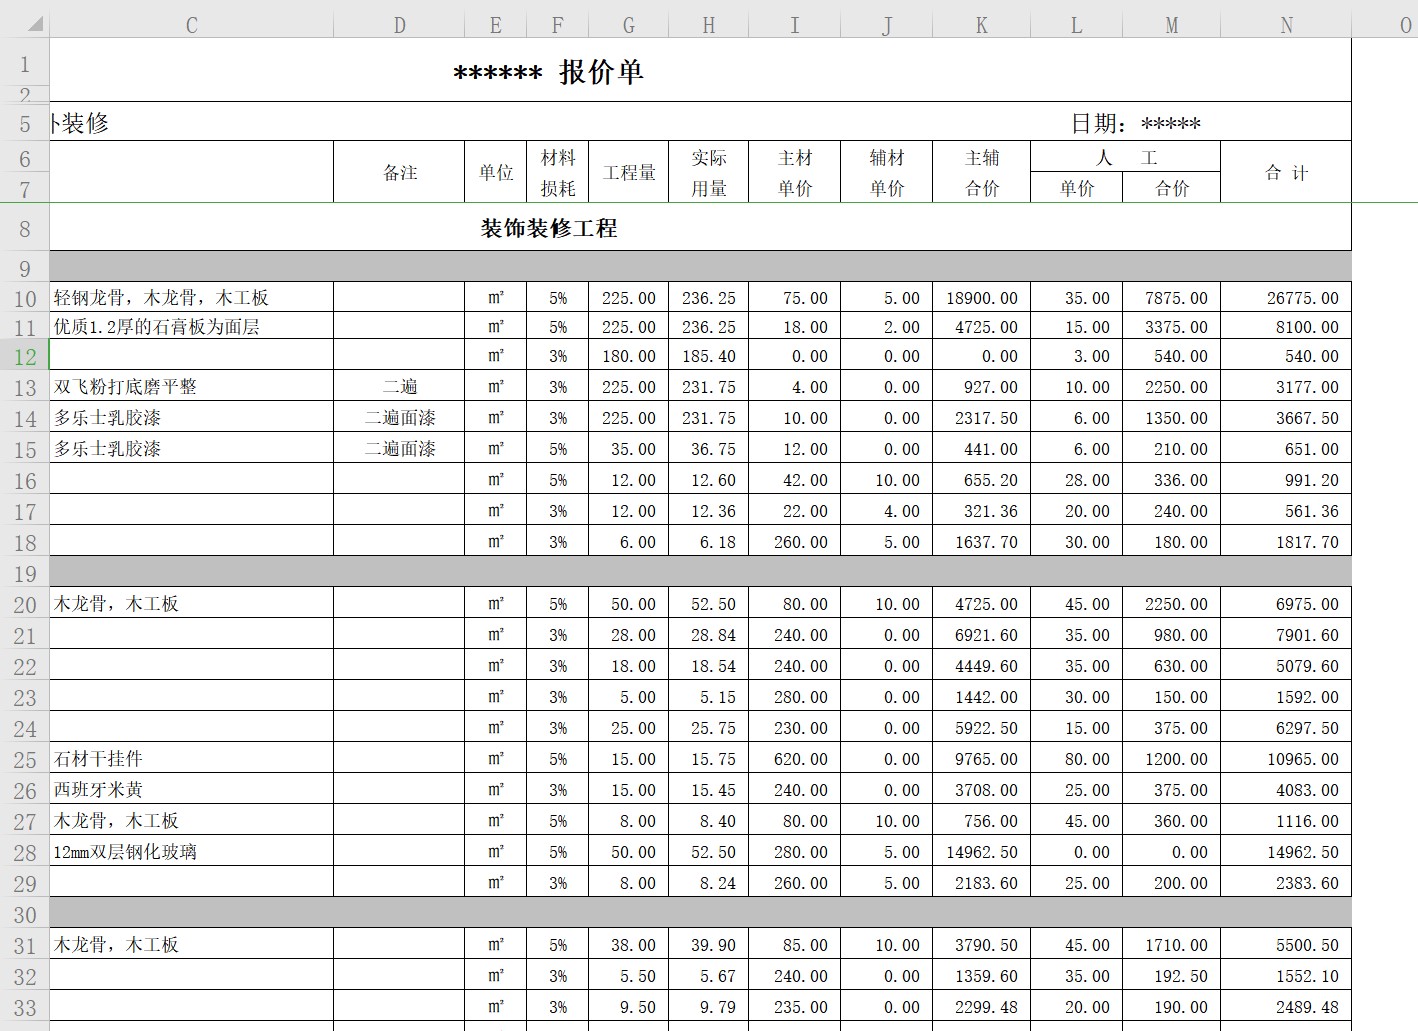 C D E F G H I J K L M N O
1 ****** 报价单
2
5 卜装修 日期：*****
6 备注 单位 材料 工程量 实际 主材 辅材 主辅 人 工 合 计
7 损耗 用量 单价 单价 合价 单价 合价
8 装饰装修工程
9
10 轻钢龙骨，木龙骨，木工板 m² 5% 225.00 236.25 75.00 5.00 18900.00 35.00 7875.00 26775.00
11 优质1.2厚的石膏板为面层 m² 5% 225.00 236.25 18.00 2.00 4725.00 15.00 3375.00 8100.00
12 m² 3% 180.00 185.40 0.00 0.00 0.00 3.00 540.00 540.00
13 双飞粉打底磨平整 二遍 m² 3% 225.00 231.75 4.00 0.00 927.00 10.00 2250.00 3177.00
14 多乐士乳胶漆 二遍面漆 m² 3% 225.00 231.75 10.00 0.00 2317.50 6.00 1350.00 3667.50
15 多乐士乳胶漆 二遍面漆 m² 5% 35.00 36.75 12.00 0.00 441.00 6.00 210.00 651.00
16 m² 5% 12.00 12.60 42.00 10.00 655.20 28.00 336.00 991.20
17 m² 3% 12.00 12.36 22.00 4.00 321.36 20.00 240.00 561.36
18 m² 3% 6.00 6.18 260.00 5.00 1637.70 30.00 180.00 1817.70
19
20 木龙骨，木工板 m² 5% 50.00 52.50 80.00 10.00 4725.00 45.00 2250.00 6975.00
21 m² 3% 28.00 28.84 240.00 0.00 6921.60 35.00 980.00 7901.60
22 m² 3% 18.00 18.54 240.00 0.00 4449.60 35.00 630.00 5079.60
23 m² 3% 5.00 5.15 280.00 0.00 1442.00 30.00 150.00 1592.00
24 m² 3% 25.00 25.75 230.00 0.00 5922.50 15.00 375.00 6297.50
25 石材干挂件 m² 5% 15.00 15.75 620.00 0.00 9765.00 80.00 1200.00 10965.00
26 西班牙米黄 m² 3% 15.00 15.45 240.00 0.00 3708.00 25.00 375.00 4083.00
27 木龙骨，木工板 m² 5% 8.00 8.40 80.00 10.00 756.00 45.00 360.00 1116.00
28 12mm双层钢化玻璃 m² 5% 50.00 52.50 280.00 5.00 14962.50 0.00 0.00 14962.50
29 m² 3% 8.00 8.24 260.00 5.00 2183.60 25.00 200.00 2383.60
30
31 木龙骨，木工板 m² 5% 38.00 39.90 85.00 10.00 3790.50 45.00 1710.00 5500.50
32 m² 3% 5.50 5.67 240.00 0.00 1359.60 35.00 192.50 1552.10
33 m² 3% 9.50 9.79 235.00 0.00 2299.48 20.00 190.00 2489.48